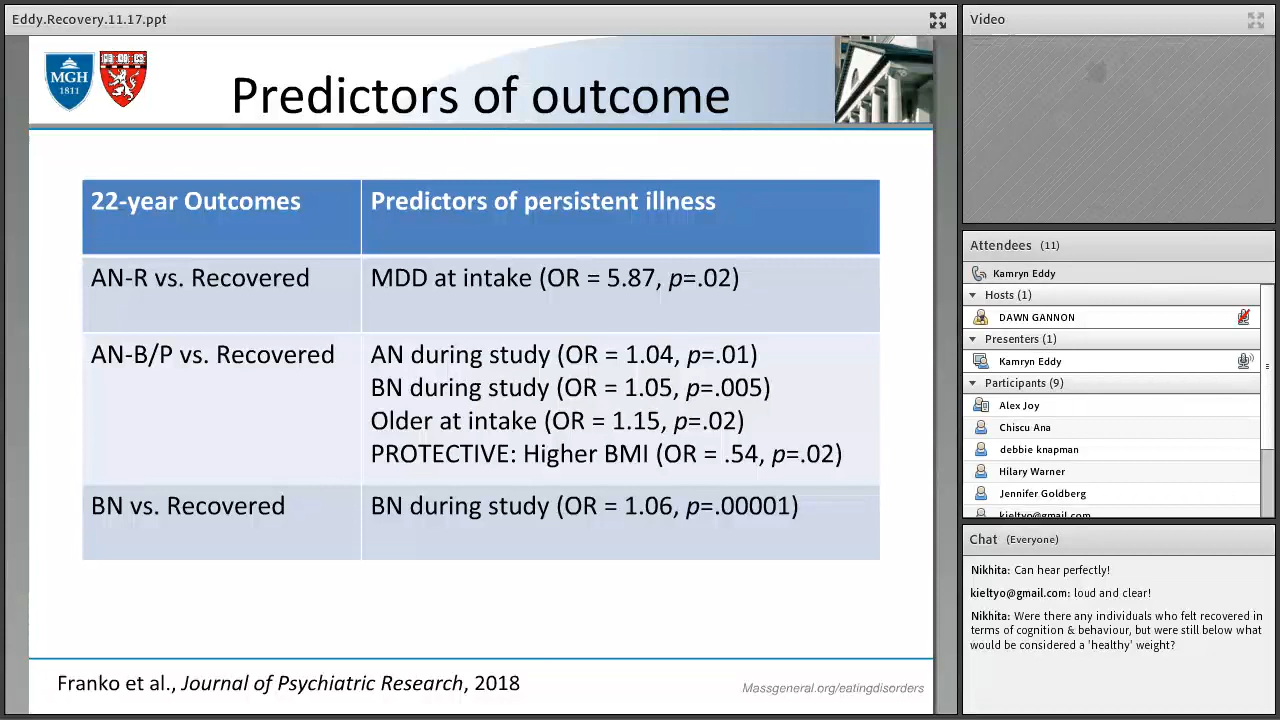 Eddy.Recovery.11.17.ppt
MGH
1811
Predictors of outcome
22-year Outcomes
Predictors of persistent illness
AN-R vs. Recovered
MDD at intake (OR = 5.87, p=.02)
AN-B/P vs. Recovered
AN during study (OR = 1.04, p=.01)
BN during study (OR = 1.05, p=.005)
Older at intake (OR = 1.15, p=.02)
PROTECTIVE: Higher BMI (OR = .54, p=.02)
BN vs. Recovered
BN during study (OR = 1.06, p=.00001)
Franko et al., Journal of Psychiatric Research, 2018
Massgeneral.org/eatingdisorders
Video
Attendees (11)
Kamryn Eddy
Hosts (1)
DAWN GANNON
Presenters (1)
Kamryn Eddy
Participants (9)
Alex Joy
Chiscu Ana
debbie knapman
Hilary Warner
Jennifer Goldberg
kieltyo@gmail.com
Chat (Everyone)
Nikhita: Can hear perfectly!
kieltyo@gmail.com: loud and clear!
Nikhita: Were there any individuals who felt recovered in
terms of cognition & behaviour, but were still below what
would be considered a 'healthy' weight?